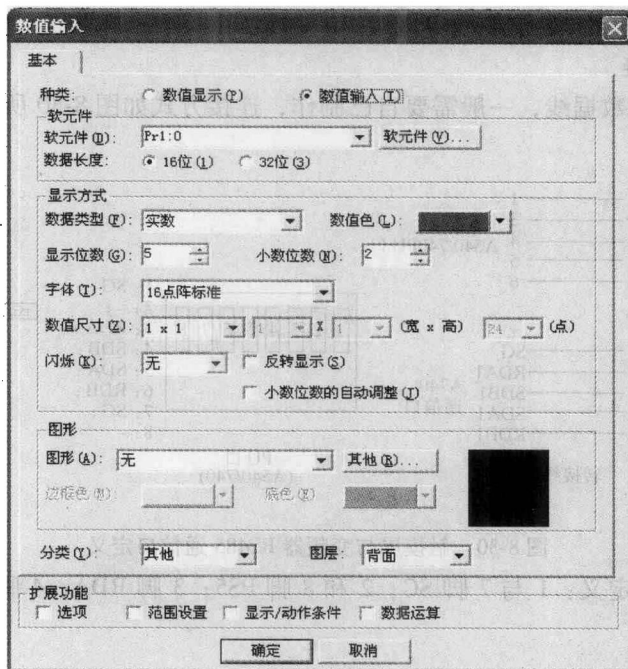 数值输入
基本
种类: 数值显示(P) 数值输入(I)
软元件
软元件(D): Pr1:0 软元件(V)...
数据长度: 16位(1) 32位(3)
显示方式
数据类型(F): 实数 数值色(L):
显示位数(G): 5 小数位数(N): 2
字体(T): 16点阵标准
数值尺寸(Z): 1 x 1 1 X 1 (宽 x 高) 24 (点)
闪烁(K): 无 反转显示(S)
小数位数的自动调整(J)
图形
图形(A): 无 其他(R)...
边框色(M) 底色(E)
分类(Y): 其他 图层: 背面
扩展功能
选项 范围设置 显示/动作条件 数据运算
确定 取消